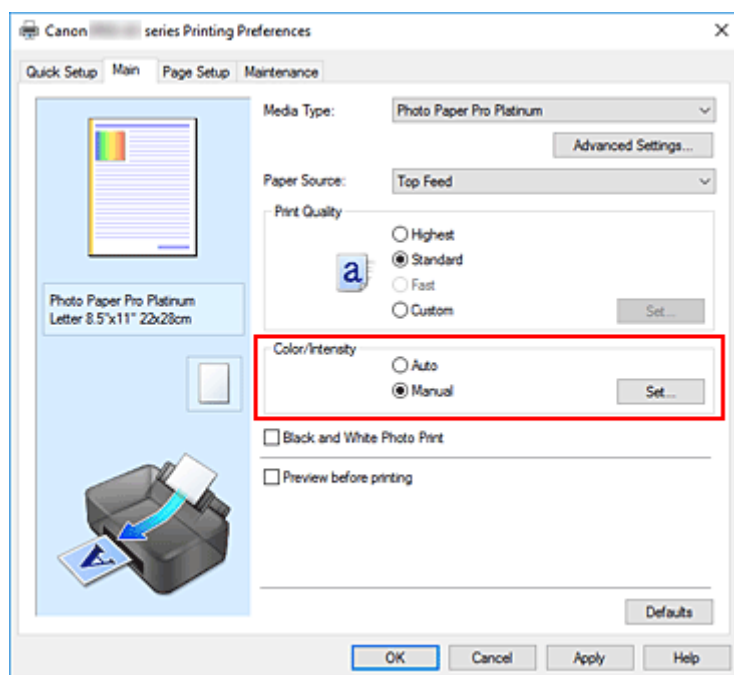 Canon series Printing Preferences
Quick Setup Main Page Setup Maintenance
Media Type: Photo Paper Pro Platinum
Advanced Settings...
Paper Source: Top Feed
Print Quality
Highest
a Standard
Fast
Custom Set...
Photo Paper Pro Platinum
Letter 8.5"x11" 22x28cm
Color/Intensity
Auto
Manual Set...
Black and White Photo Print
Preview before printing
A
Defaults
OK Cancel Apply Help